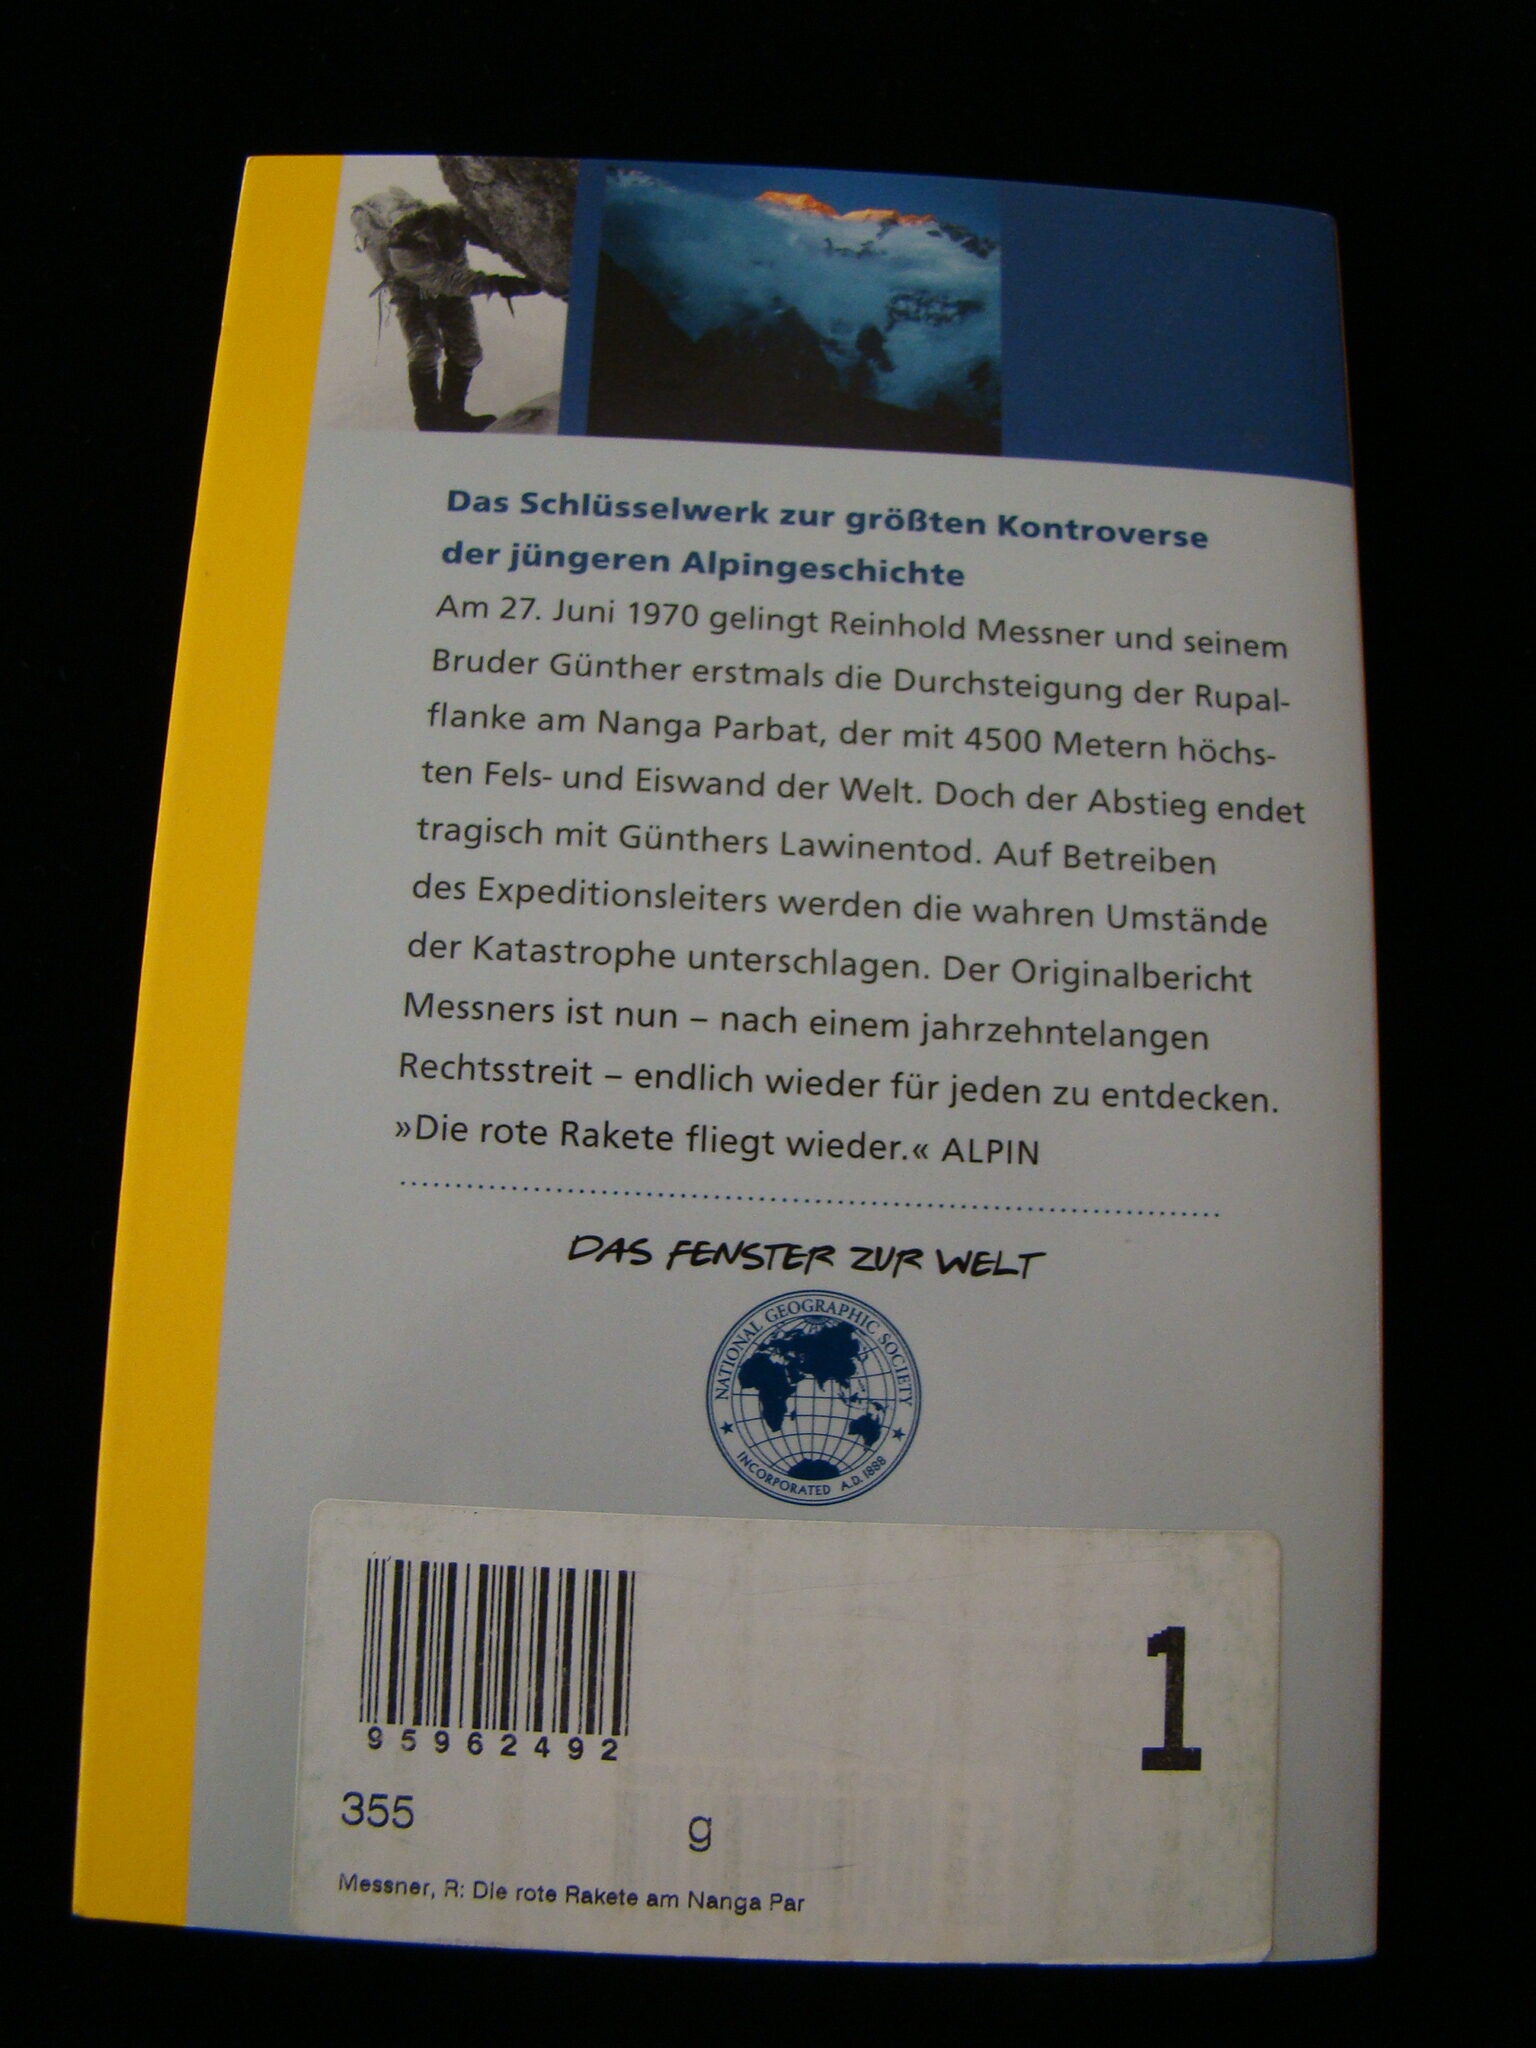 Das Schlüsselwerk zur größten Kontroverse
der jüngeren Alpingeschichte
Am 27. Juni 1970 gelingt Reinhold Messner und seinem
Bruder Günther erstmals die Durchsteigung der Rupal-
flanke am Nanga Parbat, der mit 4500 Metern höchs-
ten Fels- und Eiswand der Welt. Doch der Abstieg endet
tragisch mit Günthers Lawinentod. Auf Betreiben
des Expeditionsleiters werden die wahren Umstände
der Katastrophe unterschlagen. Der Originalbericht
Messners ist nun – nach einem jahrzehntelangen
Rechtsstreit – endlich wieder für jeden zu entdecken.
»Die rote Rakete fliegt wieder.« ALPIN
DAS FENSTER ZUR WELT
NATIONAL GEOGRAPHIC SOCIETY
INCORPORATED A.D. 1888
95962492
1
355 g
Messner, R: Die rote Rakete am Nanga Par